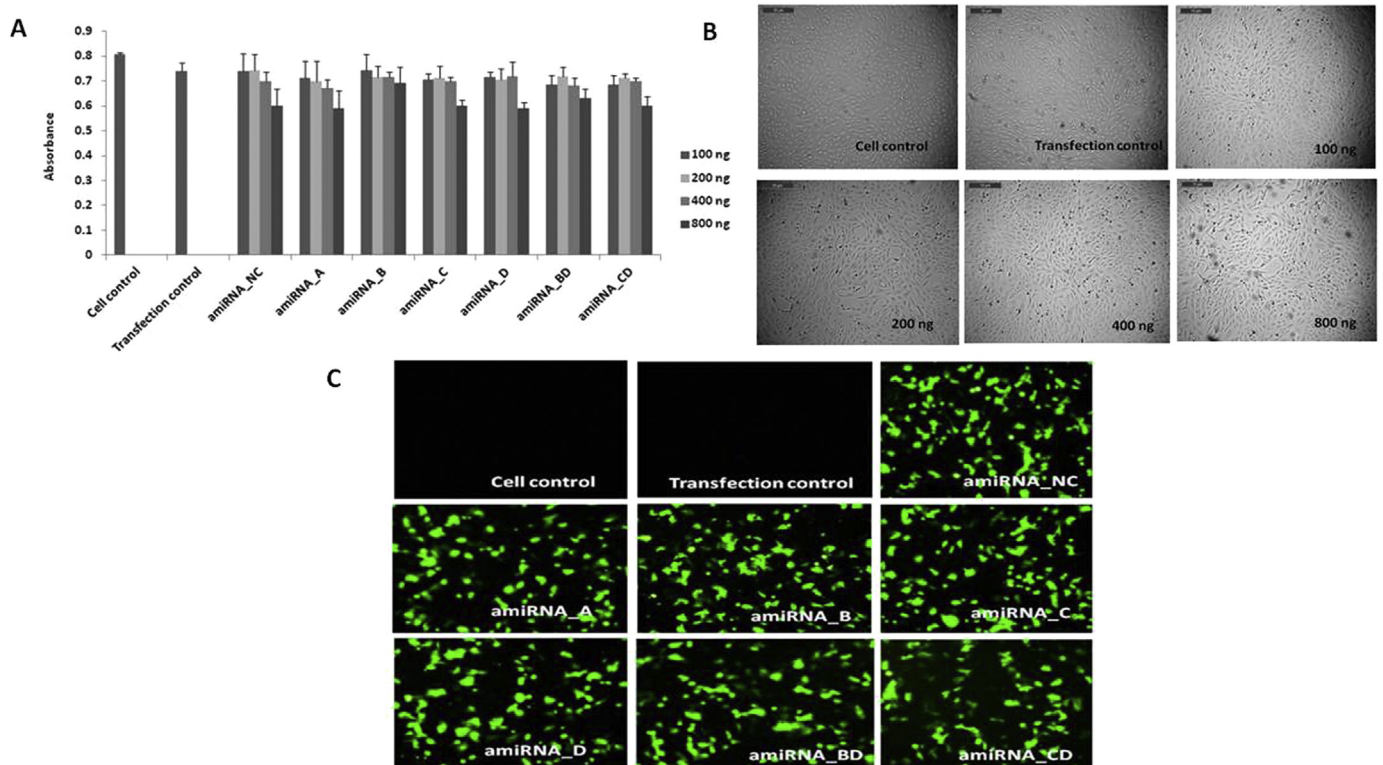 A
0.9
0.8
0.7
0.6
0.5
0.4
0.3
0.2
0.1
0
Absorbance
Cell control
Transfection control
amiRNA_NC
amiRNA_A
amiRNA_B
amiRNA_C
amiRNA_D
amiRNA_BD
amiRNA_CD
100 ng
200 ng
400 ng
800 ng
B
Cell control
Transfection control
100 ng
200 ng
400 ng
800 ng
C
Cell control
Transfection control
amiRNA_NC
amiRNA_A
amiRNA_B
amiRNA_C
amiRNA_D
amiRNA_BD
amiRNA_CD